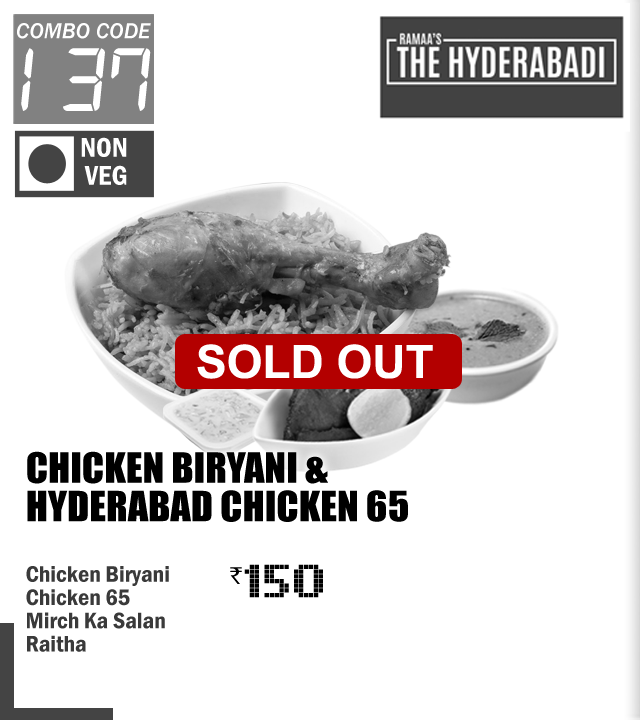 COMBO CODE
137
NON
VEG
RAMAA'S
THE HYDERABADI
SOLD OUT
CHICKEN BIRYANI &
HYDERABAD CHICKEN 65
Chicken Biryani
Chicken 65
Mirch Ka Salan
Raitha
₹150